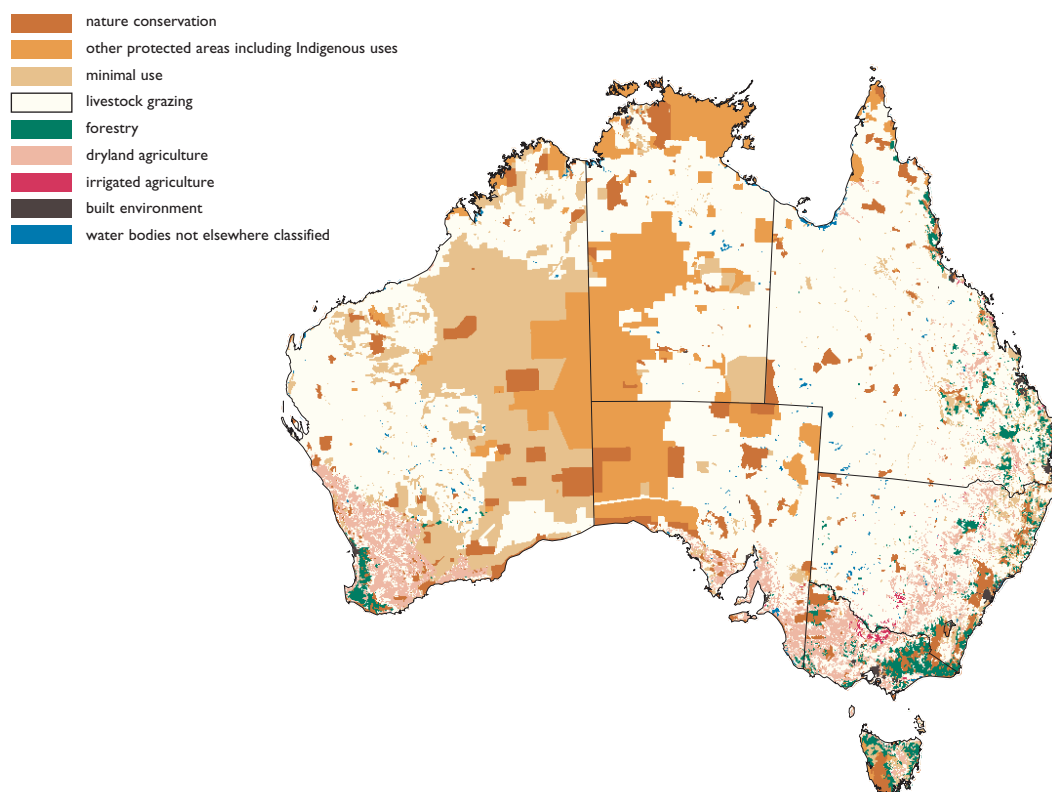 nature conservation
other protected areas including Indigenous uses
minimal use
livestock grazing
forestry
dryland agriculture
irrigated agriculture
built environment
water bodies not elsewhere classified